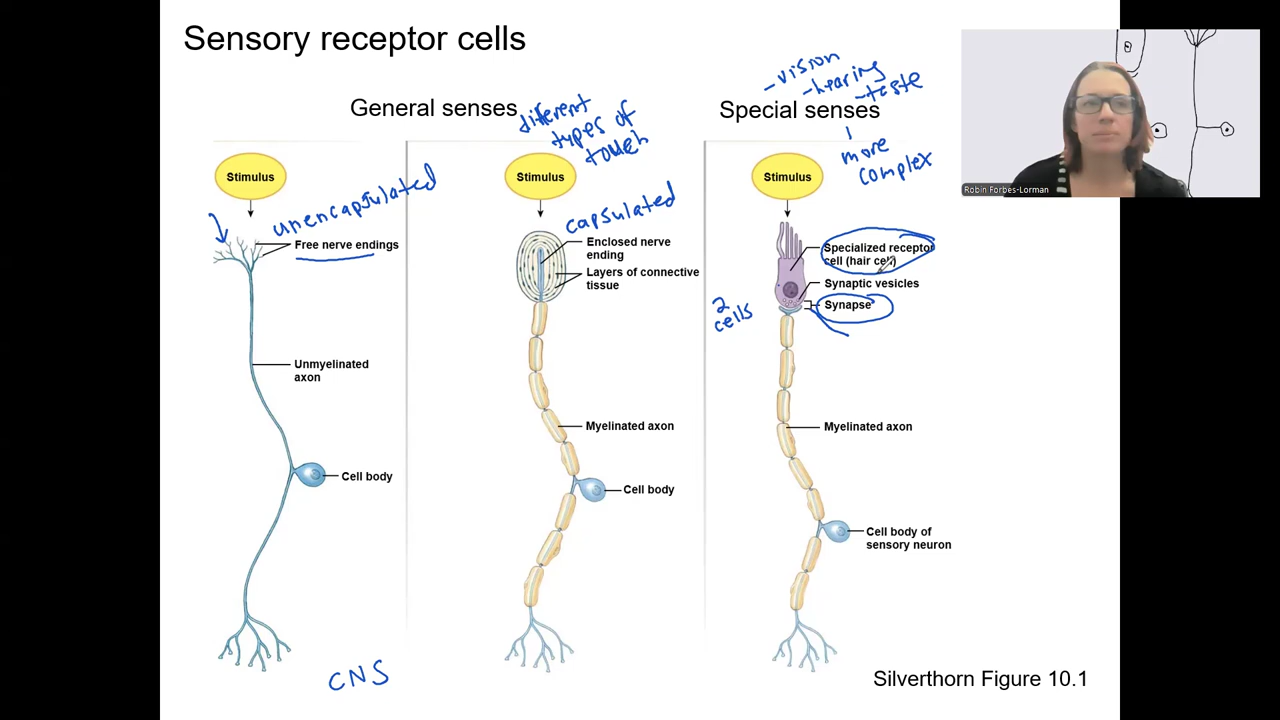 Sensory receptor cells
General senses
different
types of
touch
Special senses
-vision
-hearing
-taste
more
complex
Robin Forbes-Lorman
Stimulus
unencapsulated
Free nerve endings
Unmyelinated
axon
Cell body
CNS
Stimulus
capsulated
Enclosed nerve
ending
Layers of connective
tissue
Myelinated axon
Cell body
Stimulus
Specialized receptor
cell (hair cell)
Synaptic vesicles
Synapse
2
cells
Myelinated axon
Cell body of
sensory neuron
Silverthorn Figure 10.1